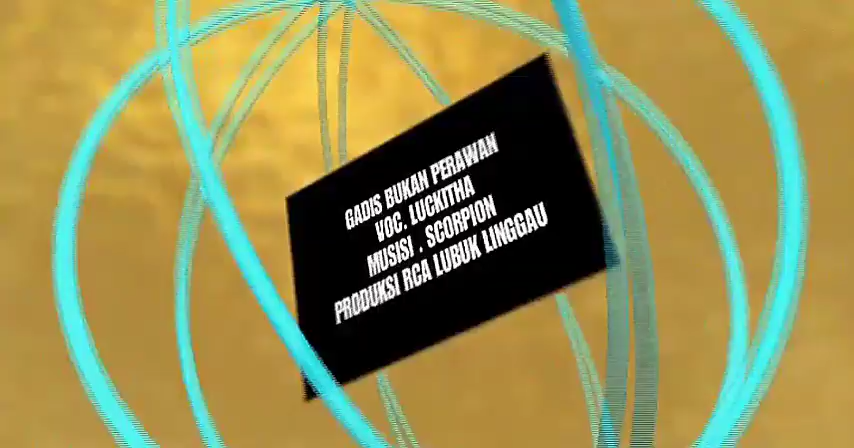 GADIS BUKAN PERAWAN
VOC. LUCKITHA
MUSISI . SCORPION
PRODUKSI RCA LUBUK LINGGAU